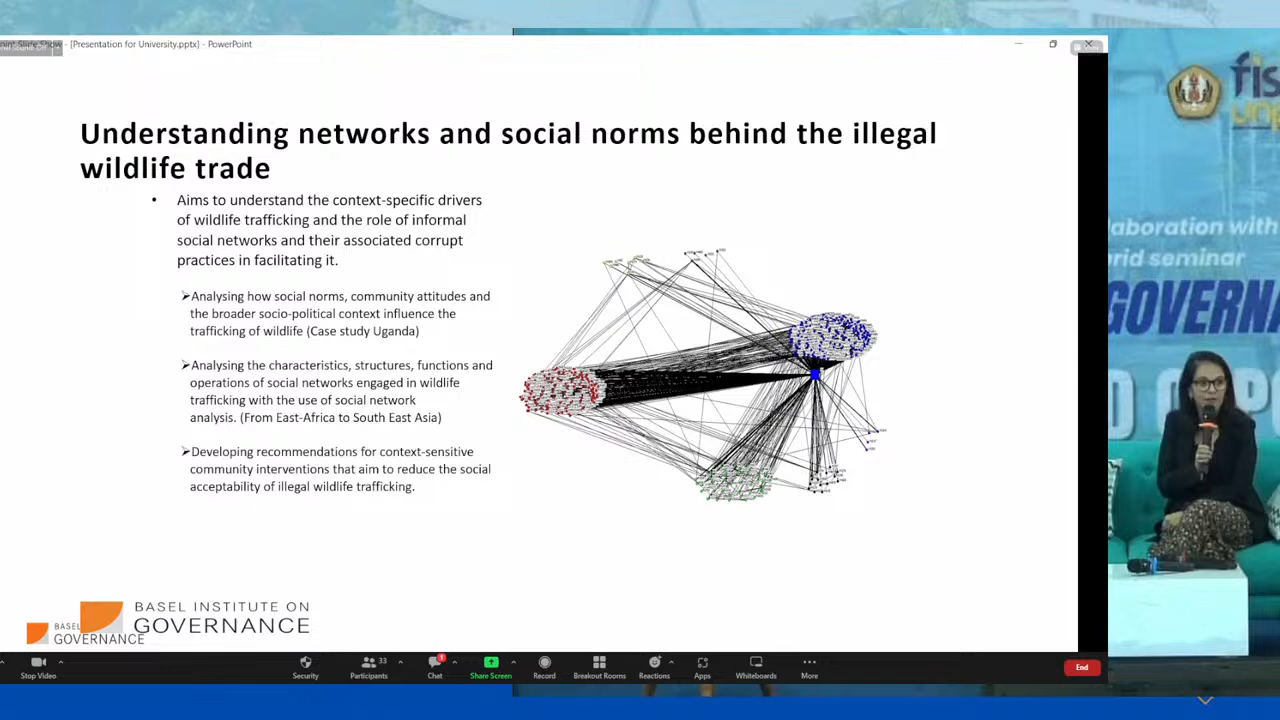 - [Presentation for University.pptx] - PowerPoint
Understanding networks and social norms behind the illegal
wildlife trade
• Aims to understand the context-specific drivers
of wildlife trafficking and the role of informal
social networks and their associated corrupt
practices in facilitating it.
➢Analysing how social norms, community attitudes and
the broader socio-political context influence the
trafficking of wildlife (Case study Uganda)
➢Analysing the characteristics, structures, functions and
operations of social networks engaged in wildlife
trafficking with the use of social network
analysis. (From East-Africa to South East Asia)
➢Developing recommendations for context-sensitive
community interventions that aim to reduce the social
acceptability of illegal wildlife trafficking.
BASEL INSTITUTE ON
GOVERNANCE
BASEL
GOVERNANCE
fis
laboration with
rid seminar
GOVERNA
Stop Video
Security
Participants
33
Chat
1
Share Screen
Record
Breakout Rooms
Reactions
Apps
Whiteboards
More
End